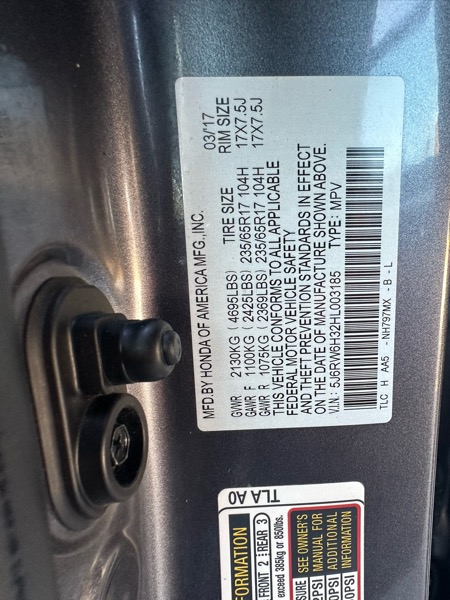 MFD.BY HONDA OF AMERICA MFG.,INC. 03/17
TIRE SIZE RIM SIZE
GVWR 2130KG ( 4695LBS)
GAWR F 1100KG ( 2425LBS) 235/65R17 104H 17X7.5J
GAWR R 1075KG ( 2369LBS) 235/65R17 104H 17X7.5J
THIS VEHICLE CONFORMS TO ALL APPLICABLE
FEDERAL MOTOR VEHICLE SAFETY
AND THEFT PREVENTION STANDARDS IN EFFECT
ON THE DATE OF MANUFACTURE SHOWN ABOVE.
V.I.N.: 5J6RW6H32HL003185 TYPE: MPV
TLC H AA5 - NH797MX - B - L
TLA A0
INFORMATION
FRONT 2 REAR 3
exceed 385kg or 850lbs.
SEE OWNER'S
MANUAL FOR
ADDITIONAL
INFORMATION